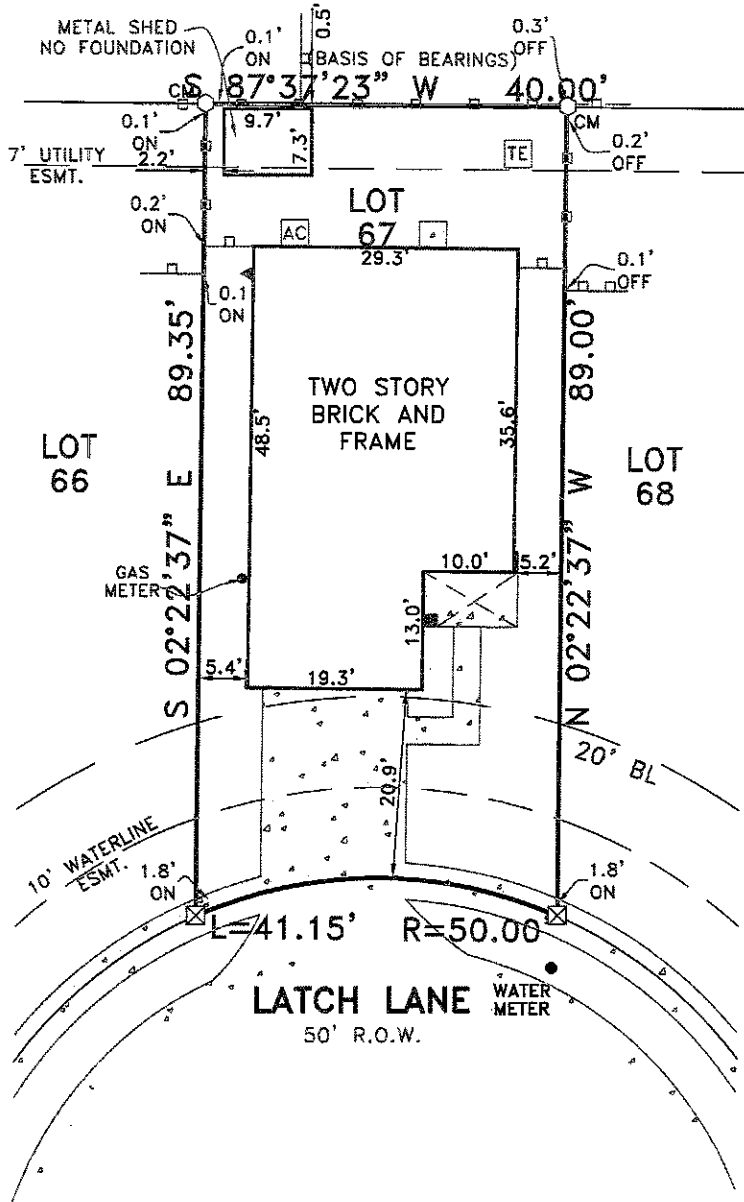 METAL SHED
NO FOUNDATION
0.1'
ON
0.5'
(BASIS OF BEARINGS)
0.3'
OFF
CM
S 87°37'23" W 40.00'
CM
0.1'
ON
9.7'
7.3'
0.2'
OFF
7' UTILITY
ESMT.
2.2'
TE
LOT
67
0.2'
ON
AC
29.3'
0.1'
OFF
0.1
ON
S 02°22'37" E 89.35'
N 02°22'37" W 89.00'
TWO STORY
BRICK AND
FRAME
48.5'
35.6'
LOT
66
LOT
68
GAS
METER
10.0'
5.2'
13.0'
5.4'
19.3'
20' BL
20.9'
10' WATERLINE
ESMT.
1.8'
ON
1.8'
ON
L=41.15' R=50.00
LATCH LANE
50' R.O.W.
WATER
METER